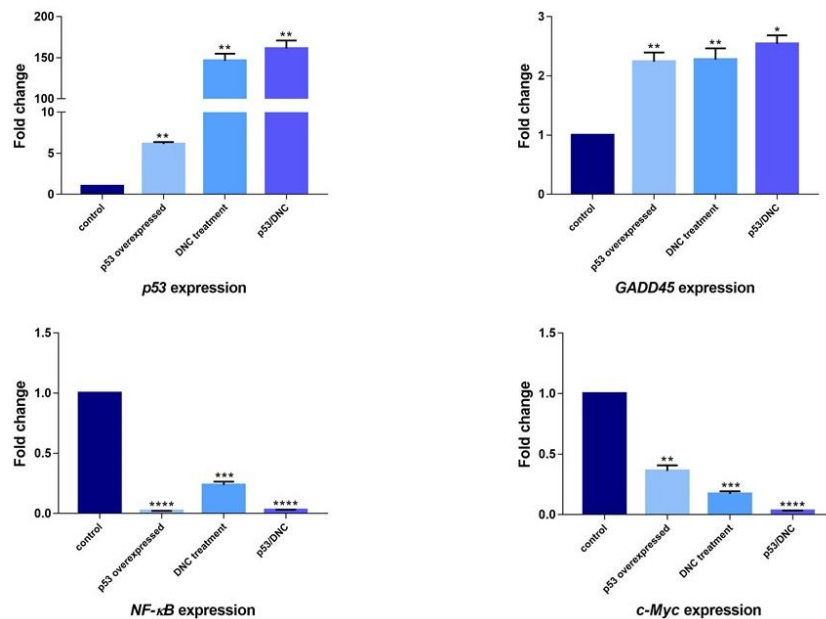 Fold change
200
150
100
10
5
0
**
**
**
control
p53 overexpressed
DNC treatment
p53/DNC
p53 expression
Fold change
3
2
1
0
**
**
*
control
p53 overexpressed
DNC treatment
p53/DNC
GADD45 expression
Fold change
1.5
1.0
0.5
0.0
****
***
****
control
p53 overexpressed
DNC treatment
p53/DNC
NF-κB expression
Fold change
1.5
1.0
0.5
0.0
**
***
****
control
p53 overexpressed
DNC treatment
p53/DNC
c-Myc expression